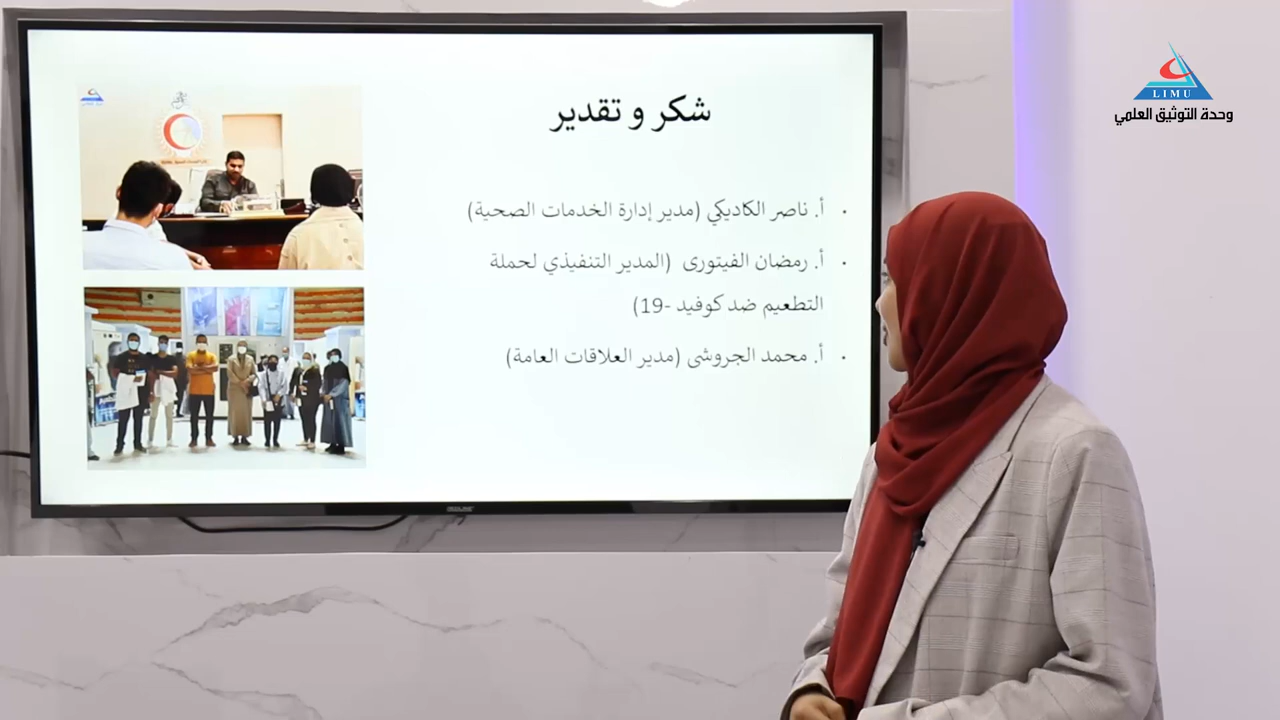 LIMU
وحدة التوثيق العلمي
شكر و تقدير
أ. ناصر الكاديكي (مدير إدارة الخدمات الصحية)
أ. رمضان الفيتورى (المدير التنفيذي لحملة
التطعيم ضد كوفيد -19)
أ. محمد الجروشى (مدير العلاقات العامة)